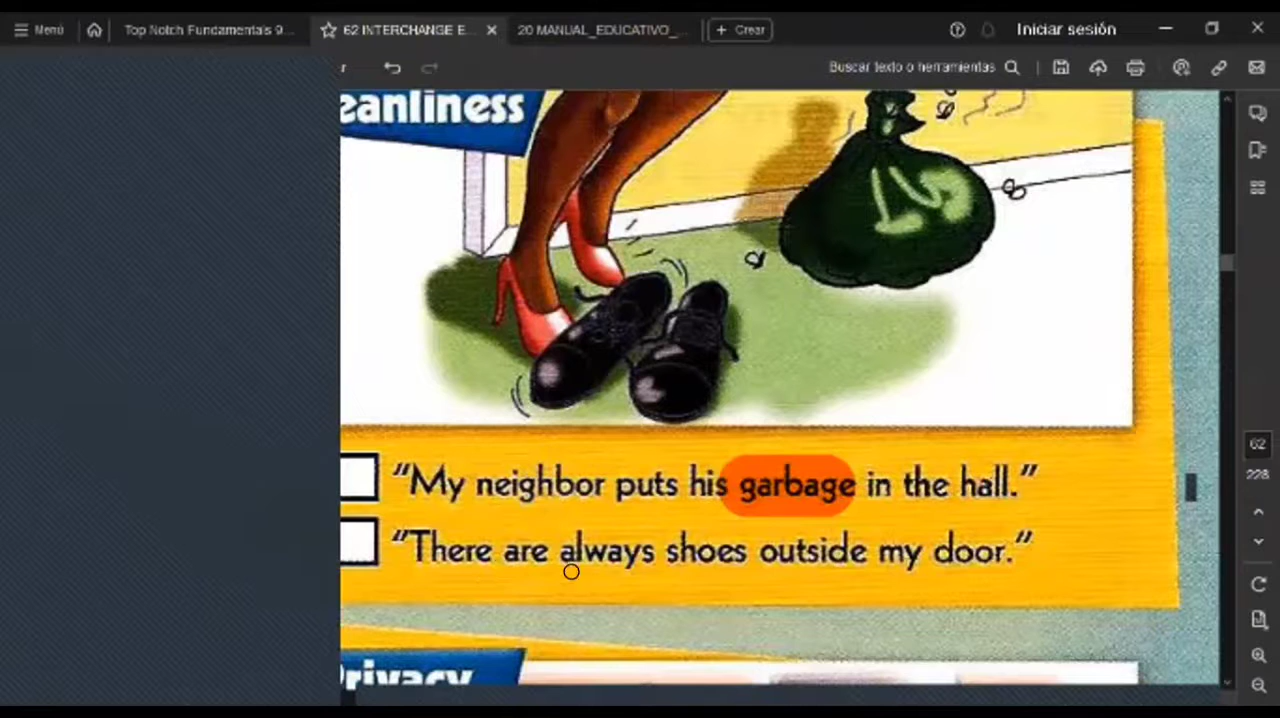 Menú
Top Notch Fundamentals 9...
62 INTERCHANGE E...
20 MANUAL_EDUCATIVO_...
+ Crear
Iniciar sesión
r
Buscar texto o herramientas
eanliness
"My neighbor puts his garbage in the hall."
"There are always shoes outside my door."
62
228
Privacy